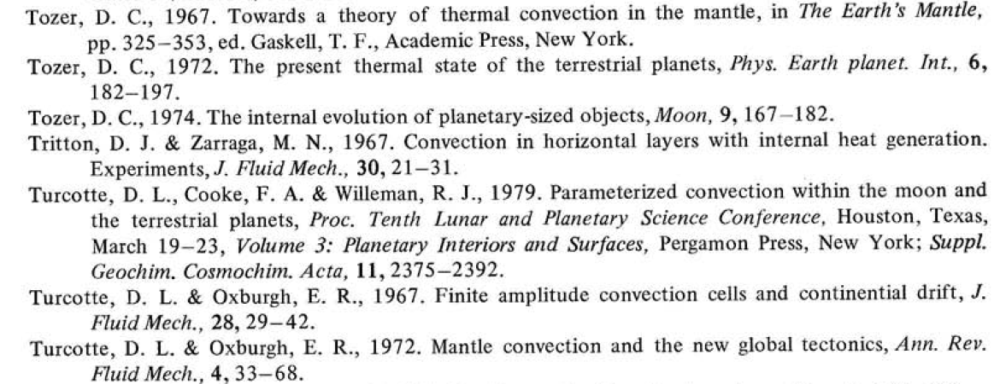 Tozer, D. C., 1967. Towards a theory of thermal convection in the mantle, in The Earth's Mantle,
pp. 325–353, ed. Gaskell, T. F., Academic Press, New York.
Tozer, D. C., 1972. The present thermal state of the terrestrial planets, Phys. Earth planet. Int., 6,
182–197.
Tozer, D. C., 1974. The internal evolution of planetary-sized objects, Moon, 9, 167–182.
Tritton, D. J. & Zarraga, M. N., 1967. Convection in horizontal layers with internal heat generation.
Experiments, J. Fluid Mech., 30, 21–31.
Turcotte, D. L., Cooke, F. A. & Willeman, R. J., 1979. Parameterized convection within the moon and
the terrestrial planets, Proc. Tenth Lunar and Planetary Science Conference, Houston, Texas,
March 19–23, Volume 3: Planetary Interiors and Surfaces, Pergamon Press, New York; Suppl.
Geochim. Cosmochim. Acta, 11, 2375–2392.
Turcotte, D. L. & Oxburgh, E. R., 1967. Finite amplitude convection cells and continential drift, J.
Fluid Mech., 28, 29–42.
Turcotte, D. L. & Oxburgh, E. R., 1972. Mantle convection and the new global tectonics, Ann. Rev.
Fluid Mech., 4, 33–68.